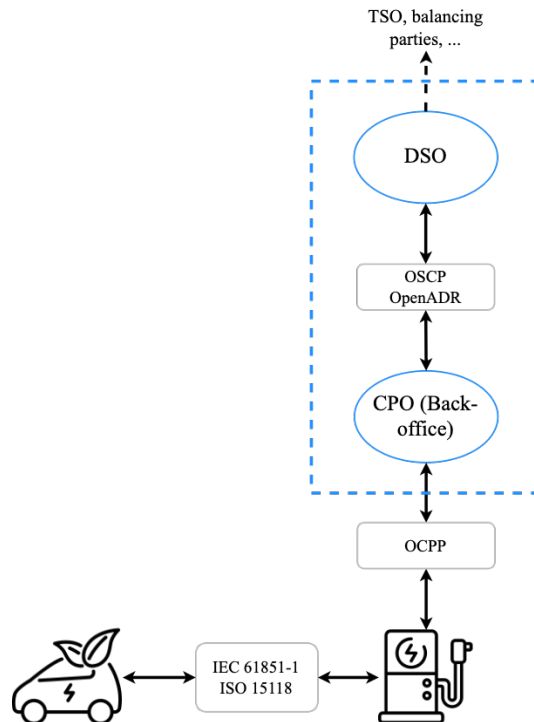 TSO, balancing
parties, ...
DSO
OSCP
OpenADR
CPO (Back-
office)
OCPP
IEC 61851-1
ISO 15118